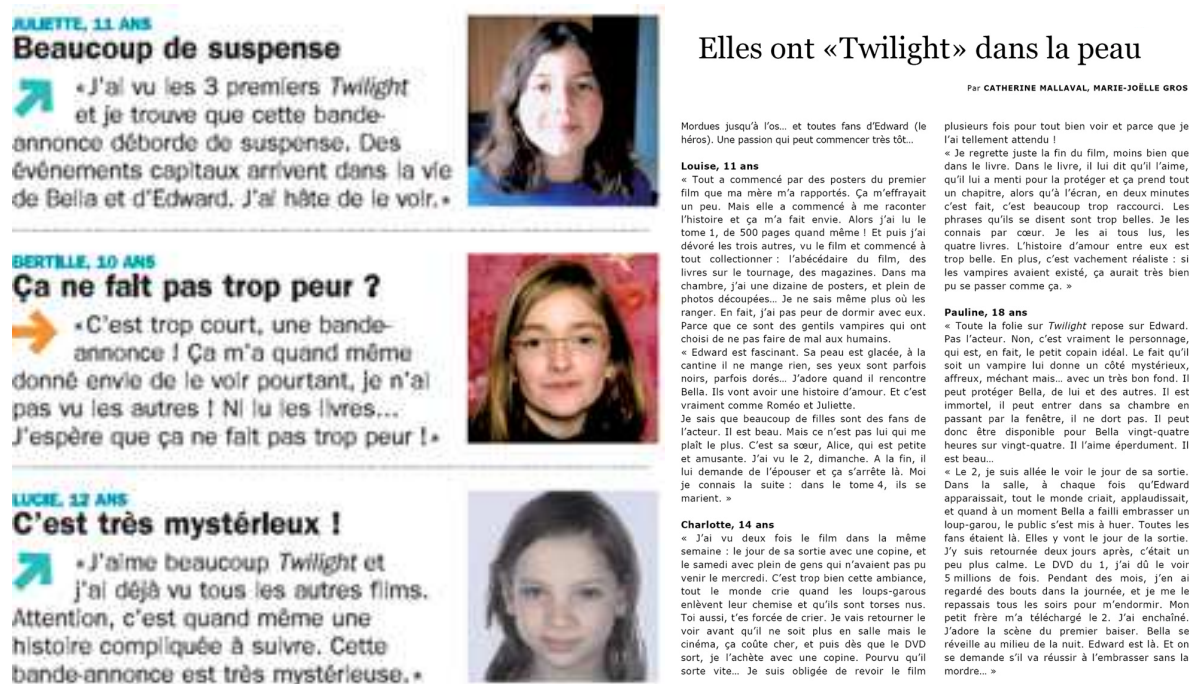 JULIETTE, 11 ANS
Beaucoup de suspense
«J'ai vu les 3 premiers Twilight
et je trouve que cette bande-
annonce déborde de suspense. Des
événements capitaux arrivent dans la vie
de Bella et d'Edward. J'ai hâte de le voir.»
BERTILLE, 10 ANS
Ça ne fait pas trop peur ?
«C'est trop court, une bande-
annonce ! Ça m'a quand même
donné envie de le voir pourtant, je n'ai
pas vu les autres ! Ni lu les livres...
J'espère que ça ne fait pas trop peur !»
LUCIE, 12 ANS
C'est très mystérieux !
«J'aime beaucoup Twilight et
j'ai déjà vu tous les autres films.
Attention, c'est quand même une
histoire compliquée à suivre. Cette
bande-annonce est très mystérieuse.»
Elles ont «Twilight» dans la peau
Par CATHERINE MALLAVAL, MARIE-JOËLLE GROS
Mordues jusqu'à l'os… et toutes fans d'Edward (le
héros). Une passion qui peut commencer très tôt…
Louise, 11 ans
« Tout a commencé par des posters du premier
film que ma mère m'a rapportés. Ça m'effrayait
un peu. Mais elle a commencé à me raconter
l'histoire et ça m'a fait envie. Alors j'ai lu le
tome 1, de 500 pages quand même ! Et puis j'ai
dévoré les trois autres, vu le film et commencé à
tout collectionner : l'abécédaire du film, des
livres sur le tournage, des magazines. Dans ma
chambre, j'ai une dizaine de posters, et plein de
photos découpées… Je ne sais même plus où les
ranger. En fait, j'ai pas peur de dormir avec eux.
Parce que ce sont des gentils vampires qui ont
choisi de ne pas faire de mal aux humains.
« Edward est fascinant. Sa peau est glacée, à la
cantine il ne mange rien, ses yeux sont parfois
noirs, parfois dorés… J'adore quand il rencontre
Bella. Ils vont avoir une histoire d'amour. Et c'est
vraiment comme Roméo et Juliette.
Je sais que beaucoup de filles sont des fans de
l'acteur. Il est beau. Mais ce n'est pas lui qui me
plaît le plus. C'est sa sœur, Alice, qui est petite
et amusante. J'ai vu le 2, dimanche. A la fin, il
lui demande de l'épouser et ça s'arrête là. Moi
je connais la suite : dans le tome 4, ils se
marient. »
Charlotte, 14 ans
« J'ai vu deux fois le film dans la même
semaine : le jour de sa sortie avec une copine, et
le samedi avec plein de gens qui n'avaient pas pu
venir le mercredi. C'est trop bien cette ambiance,
tout le monde crie quand les loups-garous
enlèvent leur chemise et qu'ils sont torses nus.
Toi aussi, t'es forcée de crier. Je vais retourner le
voir avant qu'il ne soit plus en salle mais le
cinéma, ça coûte cher, et puis dès que le DVD
sort, je l'achète avec une copine. Pourvu qu'il
sorte vite… Je suis obligée de revoir le film
plusieurs fois pour tout bien voir et parce que je
l'ai tellement attendu !
« Je regrette juste la fin du film, moins bien que
dans le livre. Dans le livre, il lui dit qu'il l'aime,
qu'il lui a menti pour la protéger et ça prend tout
un chapitre, alors qu'à l'écran, en deux minutes
c'est fait, c'est beaucoup trop raccourci. Les
phrases qu'ils se disent sont trop belles. Je les
connais par cœur. Je les ai tous lus, les
quatre livres. L'histoire d'amour entre eux est
trop belle. En plus, c'est vachement réaliste : si
les vampires avaient existé, ça aurait très bien
pu se passer comme ça. »
Pauline, 18 ans
« Toute la folie sur Twilight repose sur Edward.
Pas l'acteur. Non, c'est vraiment le personnage,
qui est, en fait, le petit copain idéal. Le fait qu'il
soit un vampire lui donne un côté mystérieux,
affreux, méchant mais… avec un très bon fond. Il
peut protéger Bella, de lui et des autres. Il est
immortel, il peut entrer dans sa chambre en
passant par la fenêtre, il ne dort pas. Il peut
donc être disponible pour Bella vingt-quatre
heures sur vingt-quatre. Il l'aime éperdument. Il
est beau…
« Le 2, je suis allée le voir le jour de sa sortie.
Dans la salle, à chaque fois qu'Edward
apparaissait, tout le monde criait, applaudissait,
et quand à un moment Bella a failli embrasser un
loup-garou, le public s'est mis à huer. Toutes les
fans étaient là. Elles y vont le jour de la sortie.
J'y suis retournée deux jours après, c'était un
peu plus calme. Le DVD du 1, j'ai dû le voir
5 millions de fois. Pendant des mois, j'en ai
regardé des bouts dans la journée, et je me le
repassais tous les soirs pour m'endormir. Mon
petit frère m'a téléchargé le 2. J'ai enchaîné.
J'adore la scène du premier baiser. Bella se
réveille au milieu de la nuit. Edward est là. Et on
se demande s'il va réussir à l'embrasser sans la
mordre… »